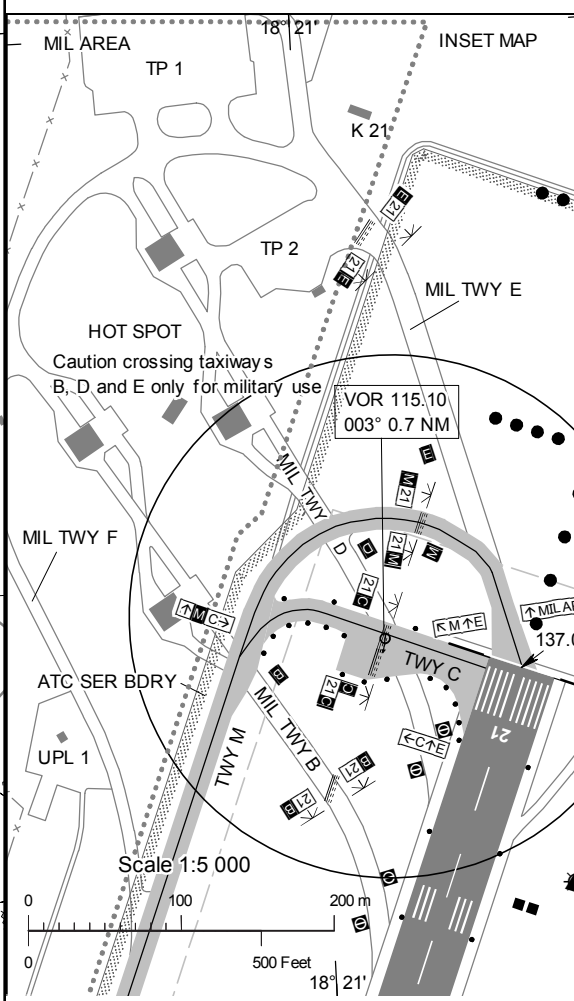 18° 21'
MIL AREA
INSET MAP
TP 1
K 21
E 21
TP 2
21 E
MIL TWY E
HOT SPOT
Caution crossing taxiways
B, D and E only for military use
VOR 115.10
003° 0.7 NM
E
MIL TWY D
M 21
MIL TWY F
21 M
D
M
21 C
↑M C→
↖M↑E
↑MILAR
137.0
TWY C
ATC SER BDRY
B
21 C
C
MIL TWY B
21
←C↑E
TWY M
UPL 1
B 21
B 21
Scale 1:5 000
0 100 200 m
0 500 Feet
18° 21'